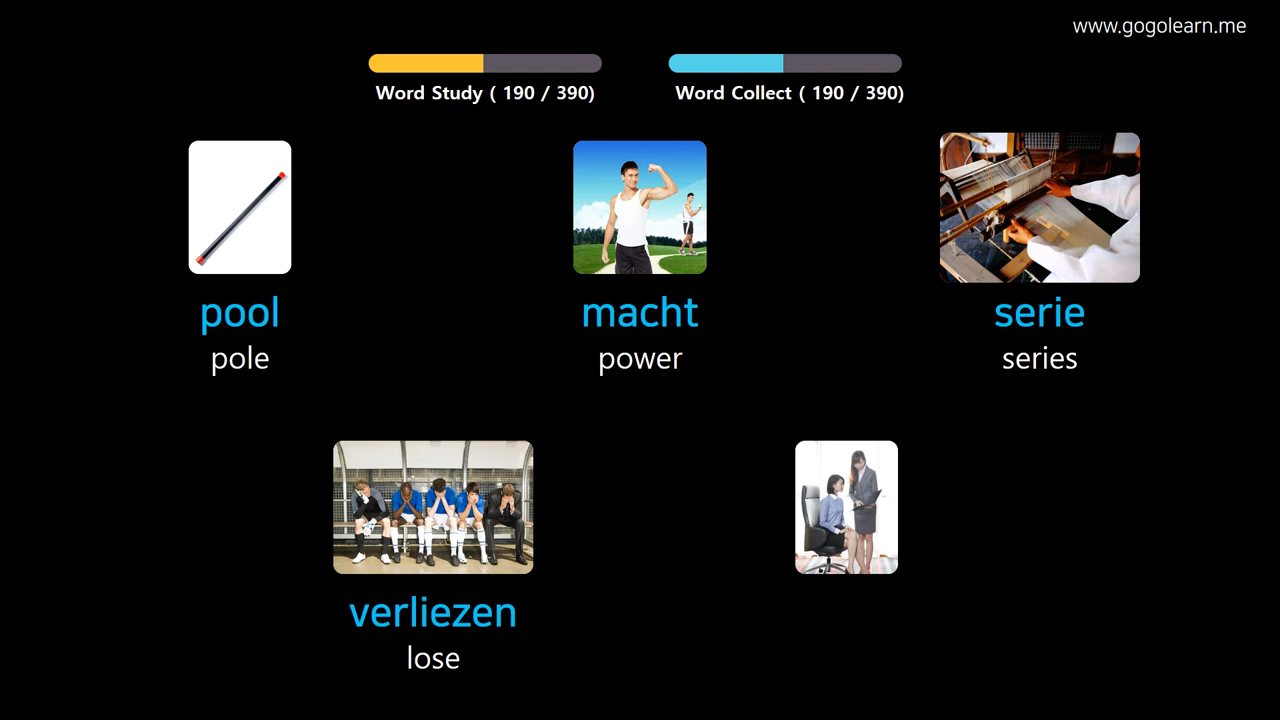 www.gogolearn.me
Word Study ( 190 / 390)
Word Collect ( 190 / 390)
pool
pole
macht
power
serie
series
verliezen
lose